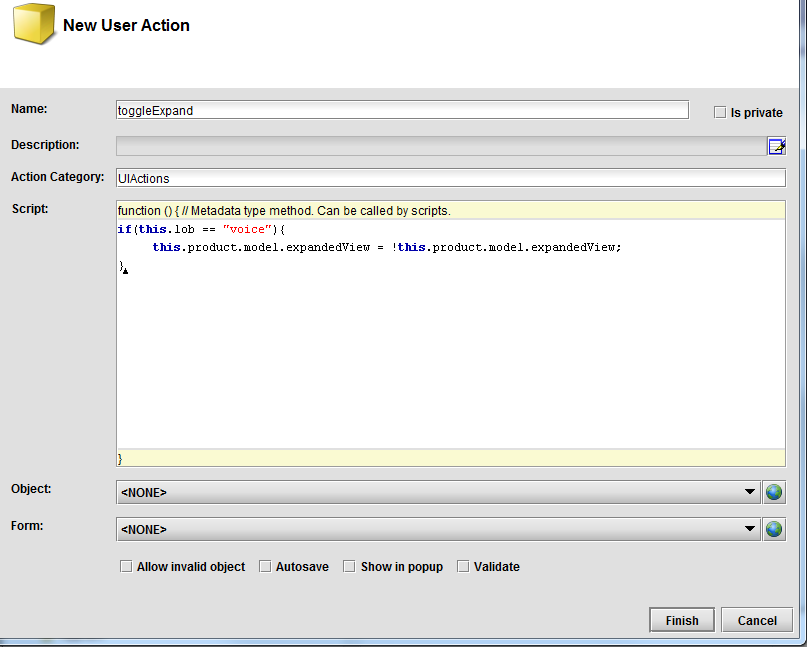 New User Action
Name:
toggleExpand
Is private
Description:
Action Category:
UIActions
Script:
function () { // Metadata type method. Can be called by scripts.
if(this.lob == "voice"){
this.product.model.expandedView = !this.product.model.expandedView;
}
}
Object:
<NONE>
Form:
<NONE>
Allow invalid object Autosave Show in popup Validate
Finish Cancel